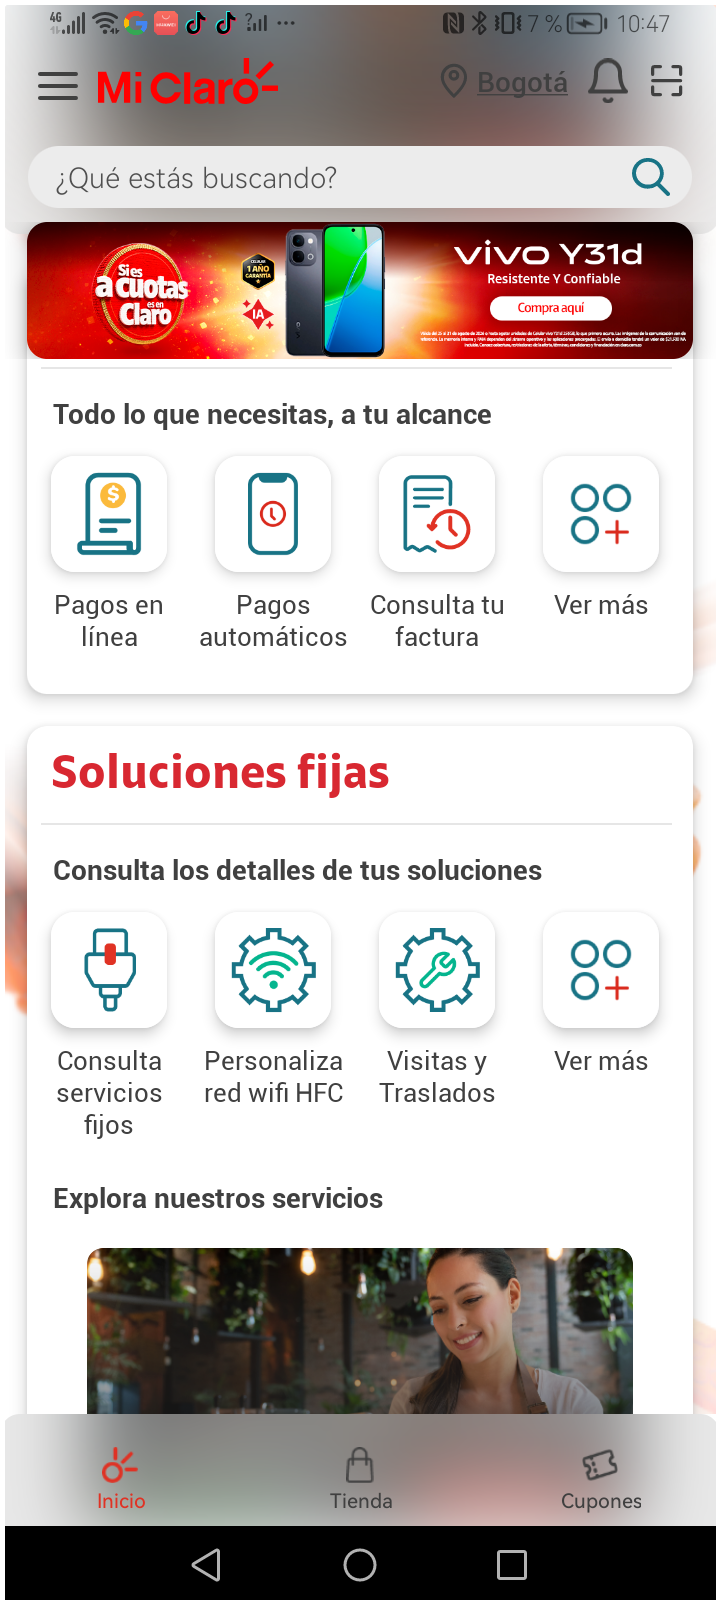 4G ? 7 % 10:47
Mi Claro
Bogotá
¿Qué estás buscando?
Si es
a cuotas
es en
Claro
1 AÑO
GARANTÍA
IA
vivo Y31d
Resistente Y Confiable
Compra aquí
Todo lo que necesitas, a tu alcance
Pagos en
línea
Pagos
automáticos
Consulta tu
factura
Ver más
Soluciones fijas
Consulta los detalles de tus soluciones
Consulta
servicios
fijos
Personaliza
red wifi HFC
Visitas y
Traslados
Ver más
Explora nuestros servicios
Inicio
Tienda
Cupones